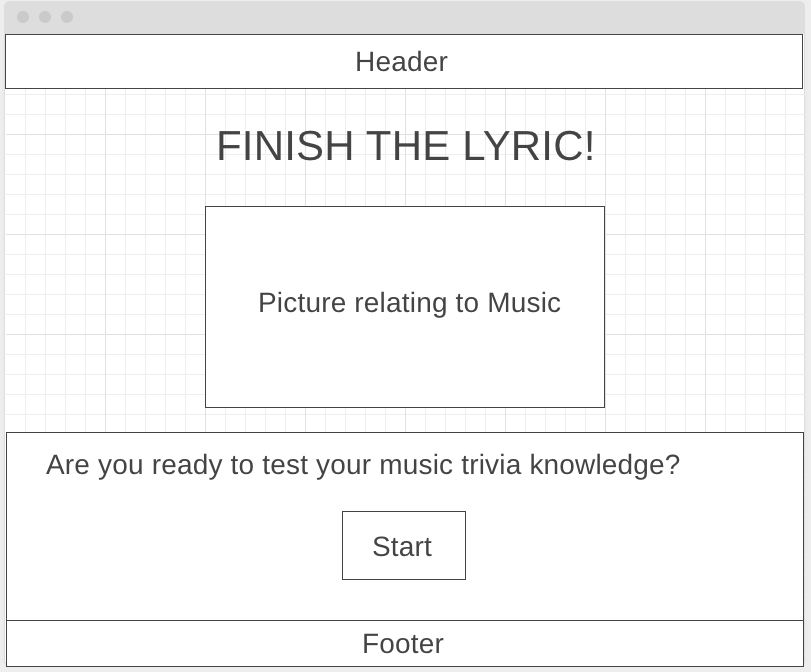 Header
FINISH THE LYRIC!
Picture relating to Music
Are you ready to test your music trivia knowledge?
Start
Footer